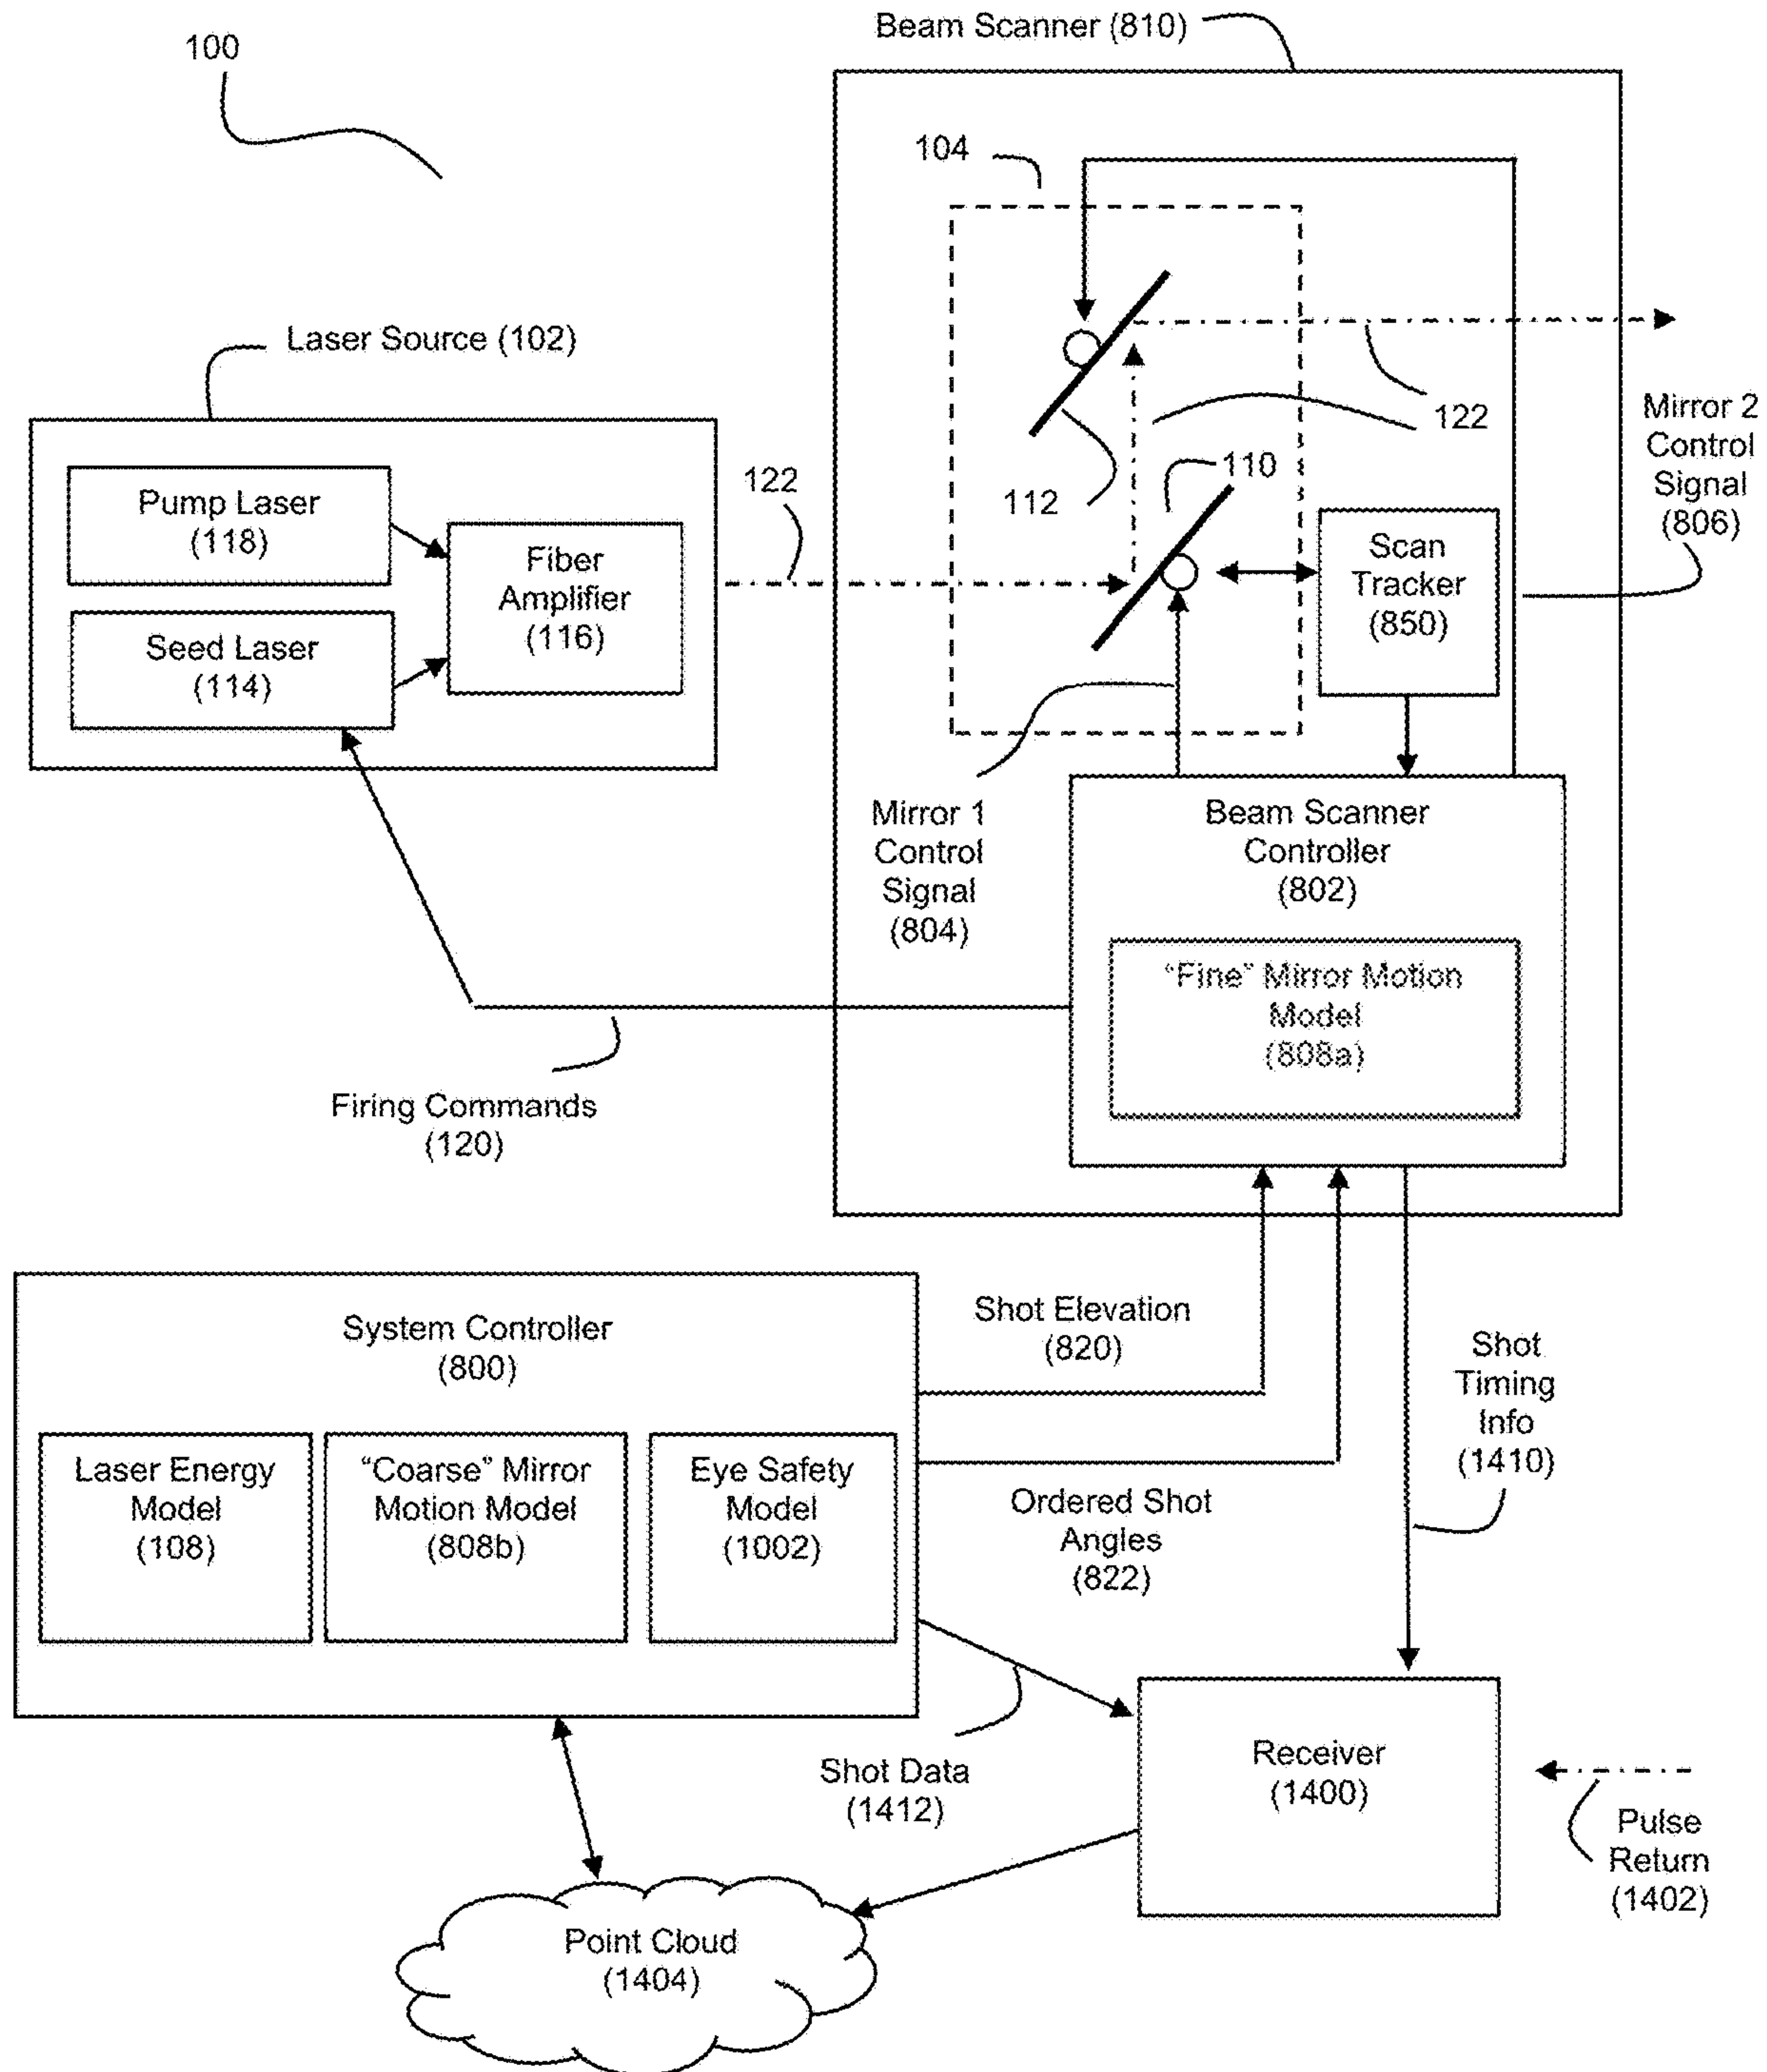 100
Beam Scanner (810)
104
Laser Source (102)
Pump Laser
(118)
Seed Laser
(114)
Fiber
Amplifier
(116)
122
112
110
122
Scan
Tracker
(850)
Mirror 2
Control
Signal
(806)
Mirror 1
Control
Signal
(804)
Beam Scanner
Controller
(802)
“Fine” Mirror Motion
Model
(808a)
Firing Commands
(120)
System Controller
(800)
Laser Energy
Model
(108)
“Coarse” Mirror
Motion Model
(808b)
Eye Safety
Model
(1002)
Shot Elevation
(820)
Ordered Shot
Angles
(822)
Shot
Timing
Info
(1410)
Shot Data
(1412)
Receiver
(1400)
Pulse
Return
(1402)
Point Cloud
(1404)